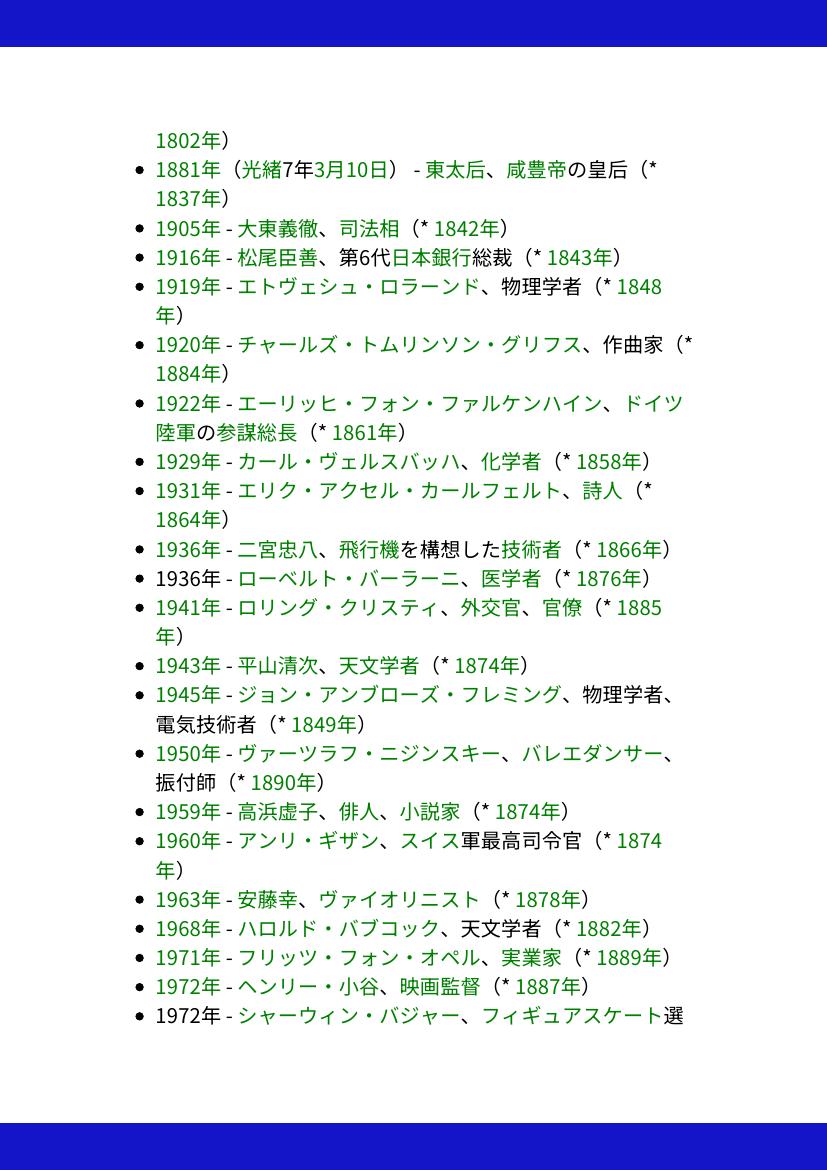 1802年）
● 1881年（光緒7年3月10日） - 東太后、咸豊帝の皇后（*
1837年）
● 1905年 - 大東義徹、司法相（* 1842年）
● 1916年 - 松尾臣善、第6代日本銀行総裁（* 1843年）
● 1919年 - エトヴェシュ・ロラーンド、物理学者（* 1848
年）
● 1920年 - チャールズ・トムリンソン・グリフス、作曲家（*
1884年）
● 1922年 - エーリッヒ・フォン・ファルケンハイン、ドイツ
陸軍の参謀総長（* 1861年）
● 1929年 - カール・ヴェルスバッハ、化学者（* 1858年）
● 1931年 - エリク・アクセル・カールフェルト、詩人（*
1864年）
● 1936年 - 二宮忠八、飛行機を構想した技術者（* 1866年）
● 1936年 - ローベルト・バーラーニ、医学者（* 1876年）
● 1941年 - ロリング・クリスティ、外交官、官僚（* 1885
年）
● 1943年 - 平山清次、天文学者（* 1874年）
● 1945年 - ジョン・アンブローズ・フレミング、物理学者、
電気技術者（* 1849年）
● 1950年 - ヴァーツラフ・ニジンスキー、バレエダンサー、
振付師（* 1890年）
● 1959年 - 高浜虚子、俳人、小説家（* 1874年）
● 1960年 - アンリ・ギザン、スイス軍最高司令官（* 1874
年）
● 1963年 - 安藤幸、ヴァイオリニスト（* 1878年）
● 1968年 - ハロルド・バブコック、天文学者（* 1882年）
● 1971年 - フリッツ・フォン・オペル、実業家（* 1889年）
● 1972年 - ヘンリー・小谷、映画監督（* 1887年）
● 1972年 - シャーウィン・バジャー、フィギュアスケート選